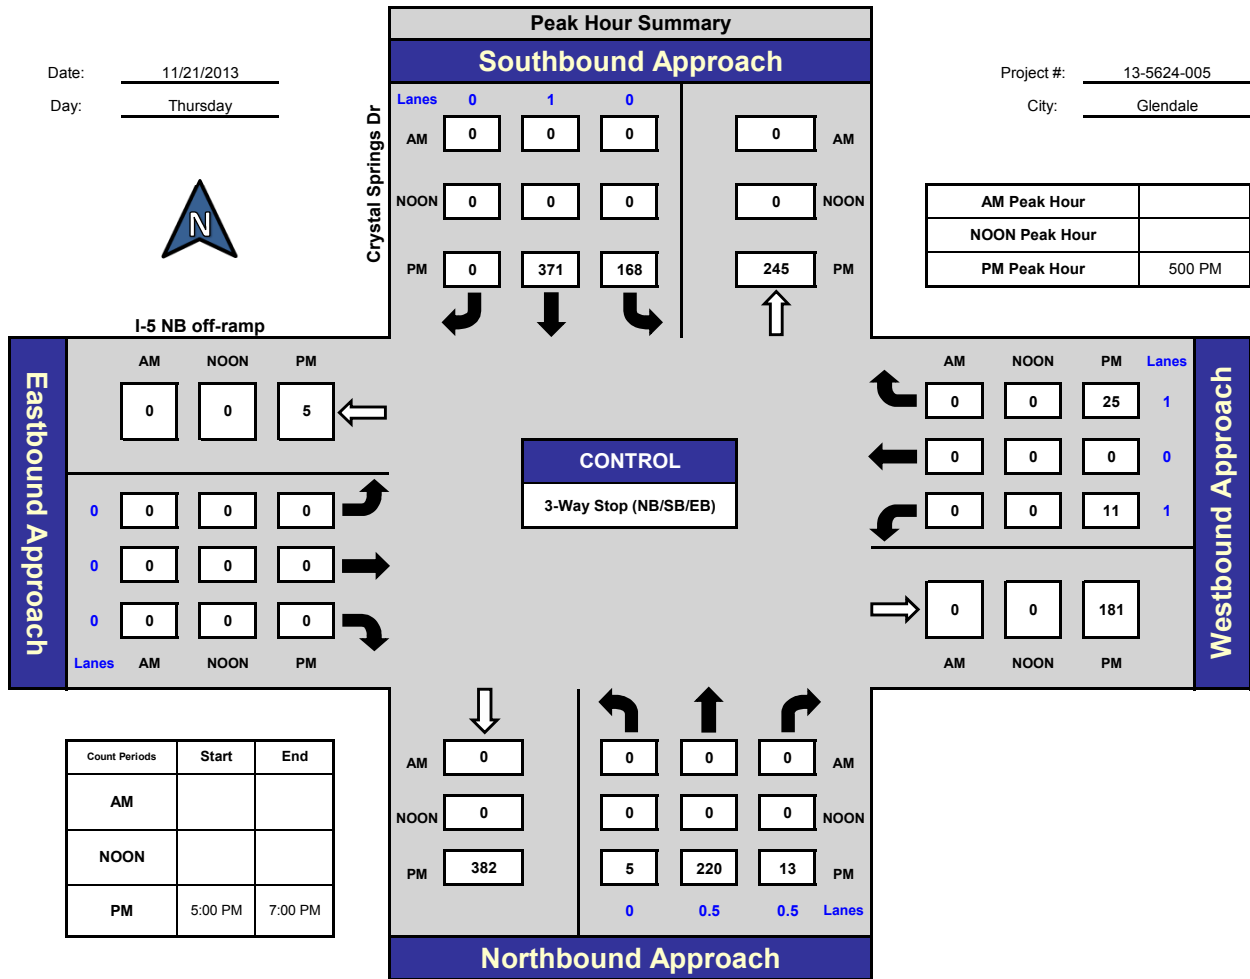 Peak Hour Summary
Southbound Approach
Date: 11/21/2013
Day: Thursday
Project #: 13-5624-005
City: Glendale
N
Crystal Springs Dr
Lanes 0 1 0
AM 0 0 0 0 AM
NOON 0 0 0 0 NOON
PM 0 371 168 245 PM
AM Peak Hour
NOON Peak Hour
PM Peak Hour 500 PM
I-5 NB off-ramp
Eastbound Approach
AM NOON PM
0 0 5
0 0 0 0
0 0 0 0
0 0 0 0
Lanes AM NOON PM
CONTROL
3-Way Stop (NB/SB/EB)
AM NOON PM Lanes
0 0 25 1
0 0 0 0
0 0 11 1
0 0 181
AM NOON PM
Westbound Approach
Count Periods Start End
AM
NOON
PM 5:00 PM 7:00 PM
AM 0 0 0 0 AM
NOON 0 0 0 0 NOON
PM 382 5 220 13 PM
0 0.5 0.5 Lanes
Northbound Approach